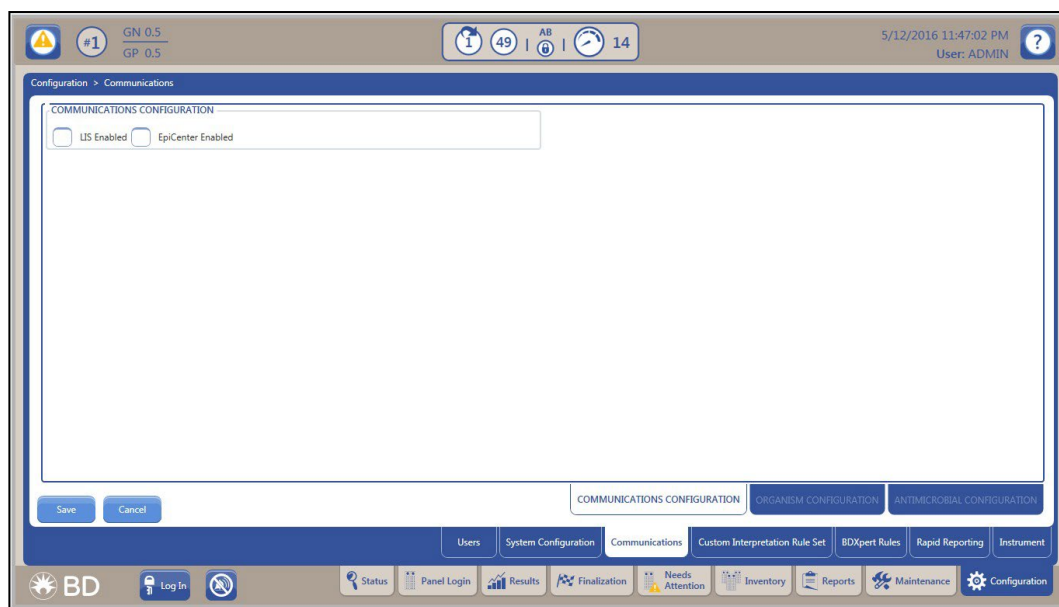 #1
GN 0.5
GP 0.5
1 49 | AB | 14
5/12/2016 11:47:02 PM
User: ADMIN
?
Configuration > Communications
COMMUNICATIONS CONFIGURATION
LIS Enabled EpiCenter Enabled
Save Cancel
COMMUNICATIONS CONFIGURATION ORGANISM CONFIGURATION ANTIMICROBIAL CONFIGURATION
Users System Configuration Communications Custom Interpretation Rule Set BDXpert Rules Rapid Reporting Instrument
BD Log In Status Panel Login Results Finalization Needs Attention Inventory Reports Maintenance Configuration